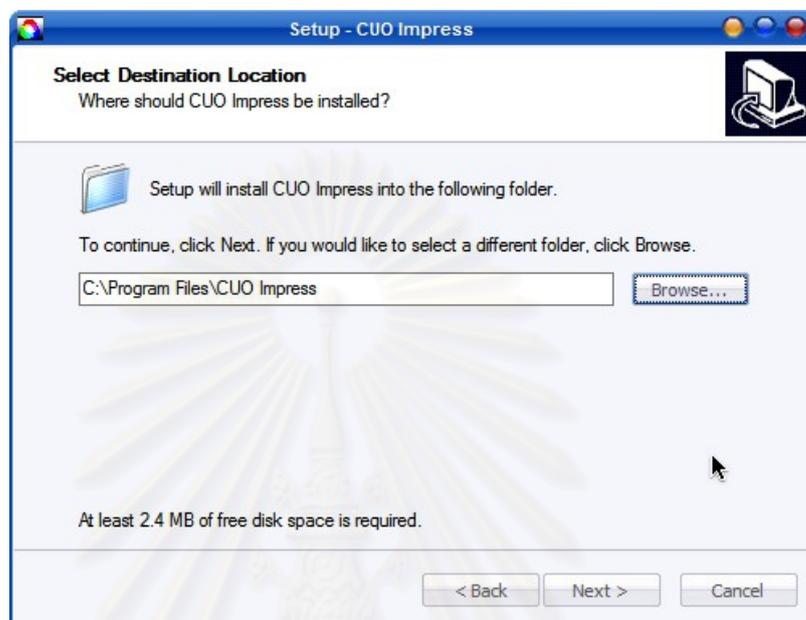 Setup - CUO Impress
Select Destination Location
Where should CUO Impress be installed?
Setup will install CUO Impress into the following folder.
To continue, click Next. If you would like to select a different folder, click Browse.
C:\Program Files\CUO Impress
Browse...
At least 2.4 MB of free disk space is required.
< Back
Next >
Cancel